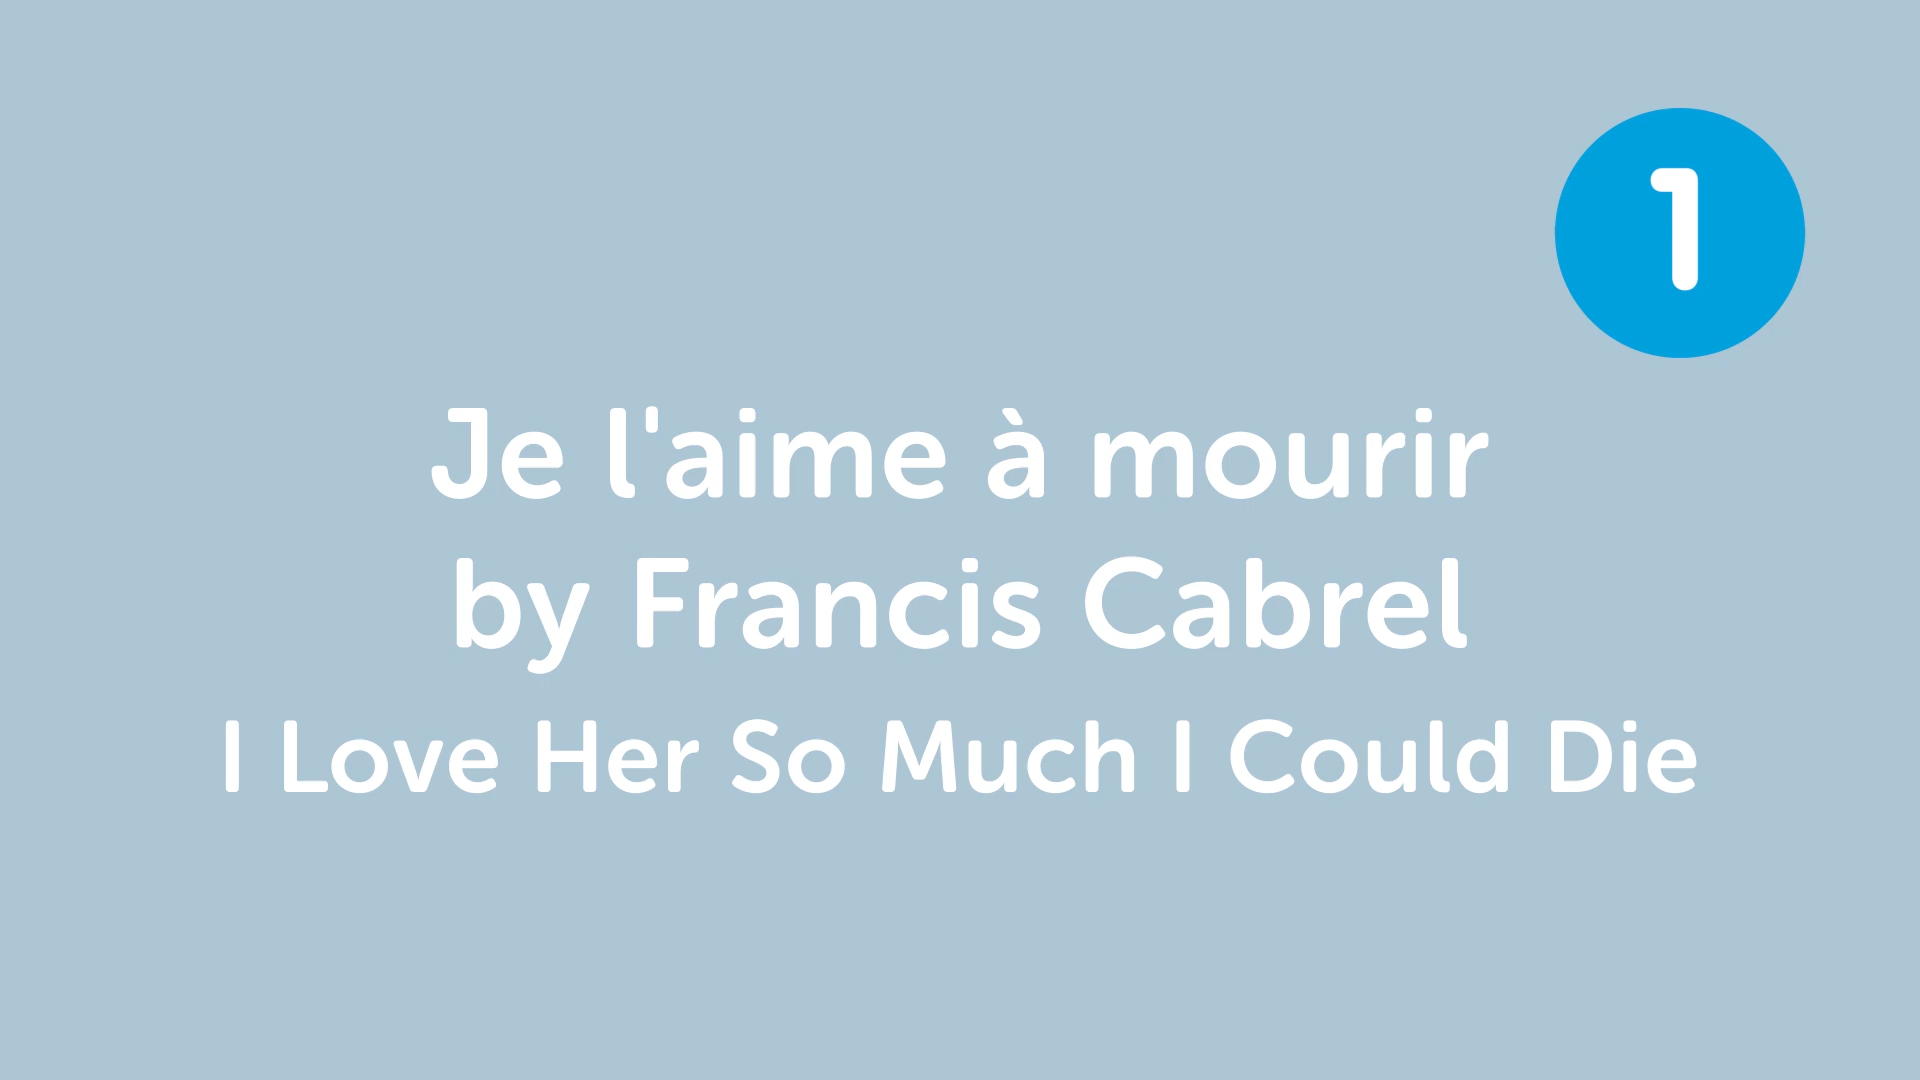 1
Je l'aime à mourir
by Francis Cabrel
I Love Her So Much I Could Die